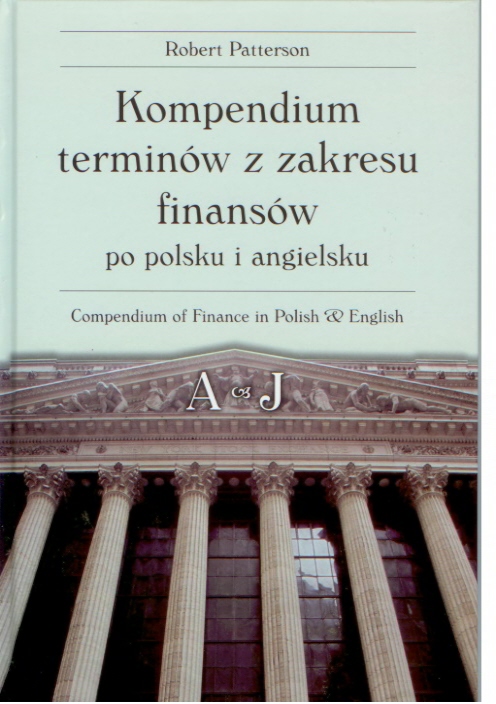 Robert Patterson
Kompendium
terminów z zakresu
finansów
po polsku i angielsku
Compendium of Finance in Polish & English
A & J